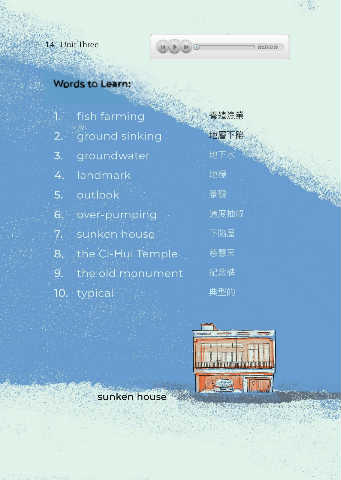 14 Unit Three
Words to Learn:
1. fish farming 養殖漁業
2. ground sinking 地層下陷
3. groundwater 地下水
4. landmark 地標
5. outlook
6. over-pumping 過度抽取
7. sunken house 下陷屋
8. the Ci-Hui Temple 慈惠宮
9. the old monument 紀念碑
10. typical 典型的
sunken house